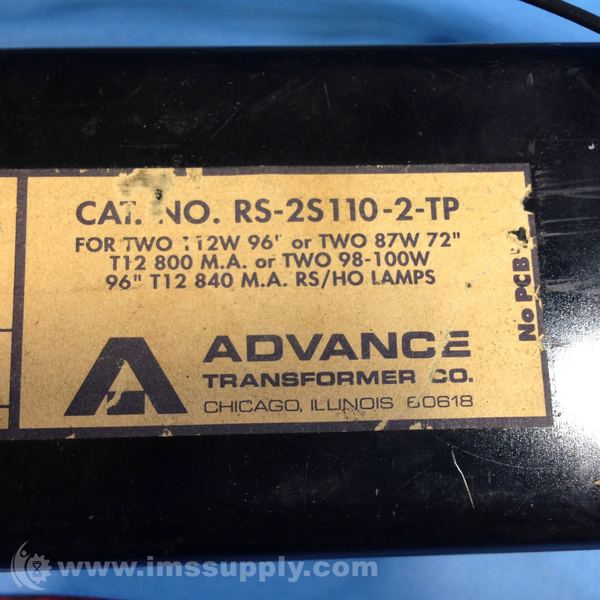 CAT. NO. RS-2S110-2-TP
FOR TWO 112W 96" or TWO 87W 72"
T12 800 M.A. or TWO 98-100W
96" T12 840 M.A. RS/HO LAMPS
No PCB's
ADVANCE
TRANSFORMER CO.
CHICAGO, ILLINOIS 60618
www.imssupply.com